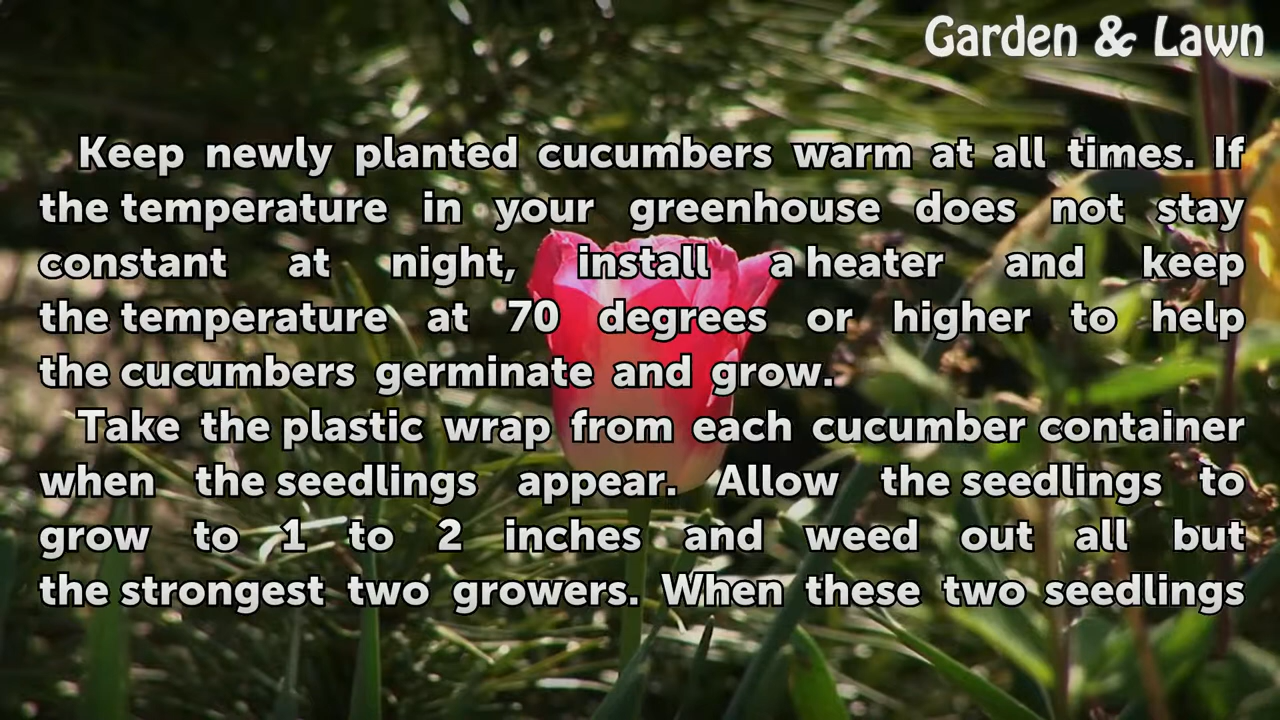 Garden & Lawn
Keep newly planted cucumbers warm at all times. If
the temperature in your greenhouse does not stay
constant at night, install a heater and keep
the temperature at 70 degrees or higher to help
the cucumbers germinate and grow.
Take the plastic wrap from each cucumber container
when the seedlings appear. Allow the seedlings to
grow to 1 to 2 inches and weed out all but
the strongest two growers. When these two seedlings